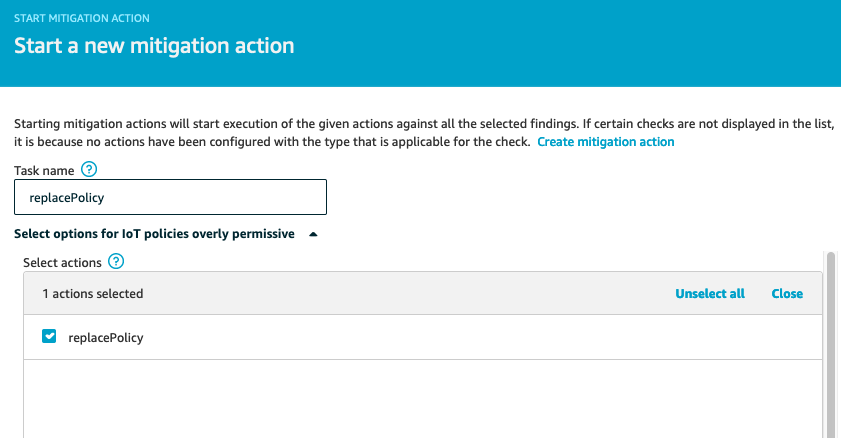 START MITIGATION ACTION
Start a new mitigation action
Starting mitigation actions will start execution of the given actions against all the selected findings. If certain checks are not displayed in the list,
it is because no actions have been configured with the type that is applicable for the check. Create mitigation action
Task name ?
replacePolicy
Select options for IoT policies overly permissive
Select actions ?
1 actions selected Unselect all Close
replacePolicy